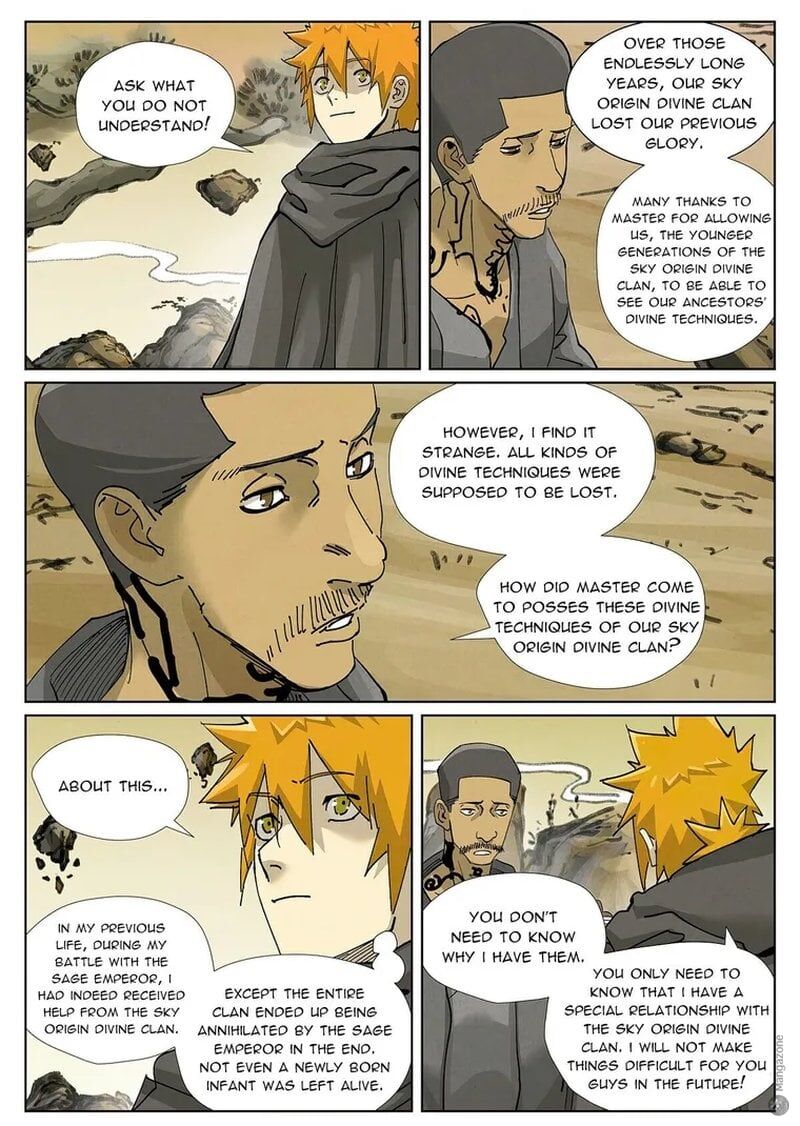 ASK WHAT
YOU DO NOT
UNDERSTAND!
OVER THOSE
ENDLESSLY LONG
YEARS, OUR SKY
ORIGIN DIVINE CLAN
LOST OUR PREVIOUS
GLORY.
MANY THANKS TO
MASTER FOR ALLOWING
US, THE YOUNGER
GENERATIONS OF THE
SKY ORIGIN DIVINE
CLAN, TO BE ABLE TO
SEE OUR ANCESTORS'
DIVINE TECHNIQUES.
HOWEVER, I FIND IT
STRANGE. ALL KINDS OF
DIVINE TECHNIQUES WERE
SUPPOSED TO BE LOST.
HOW DID MASTER COME
TO POSSES THESE DIVINE
TECHNIQUES OF OUR SKY
ORIGIN DIVINE CLAN?
ABOUT THIS...
IN MY PREVIOUS
LIFE, DURING MY
BATTLE WITH THE
SAGE EMPEROR, I
HAD INDEED RECEIVED
HELP FROM THE SKY
ORIGIN DIVINE CLAN.
EXCEPT THE ENTIRE
CLAN ENDED UP BEING
ANNIHILATED BY THE SAGE
EMPEROR IN THE END.
NOT EVEN A NEWLY BORN
INFANT WAS LEFT ALIVE.
YOU DON'T
NEED TO KNOW
WHY I HAVE THEM.
YOU ONLY NEED TO
KNOW THAT I HAVE A
SPECIAL RELATIONSHIP WITH
THE SKY ORIGIN DIVINE
CLAN. I WILL NOT MAKE
THINGS DIFFICULT FOR YOU
GUYS IN THE FUTURE!
Mangazone